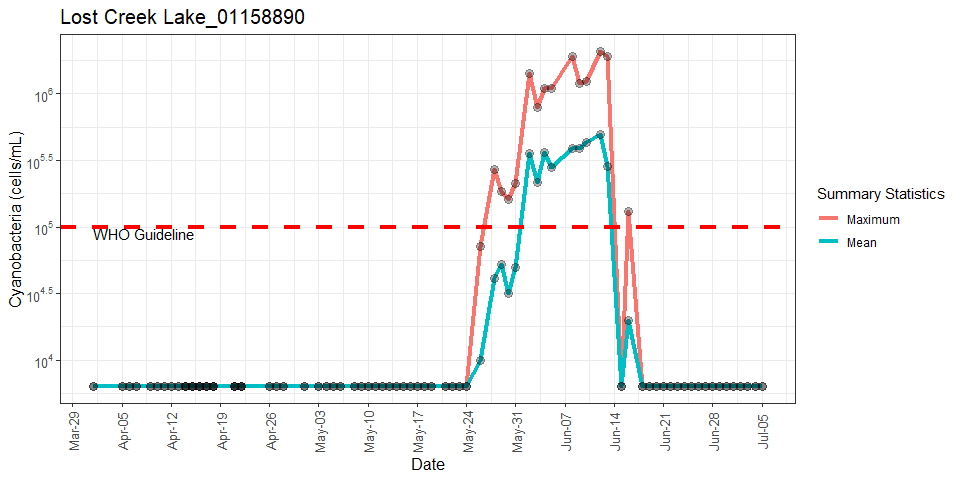 Lost Creek Lake_01158890
Cyanobacteria (cells/mL)
10^6
10^5.5
10^5
10^4.5
10^4
WHO Guideline
Mar-29
Apr-05
Apr-12
Apr-19
Apr-26
May-03
May-10
May-17
May-24
May-31
Jun-07
Jun-14
Jun-21
Jun-28
Jul-05
Date
Summary Statistics
Maximum
Mean